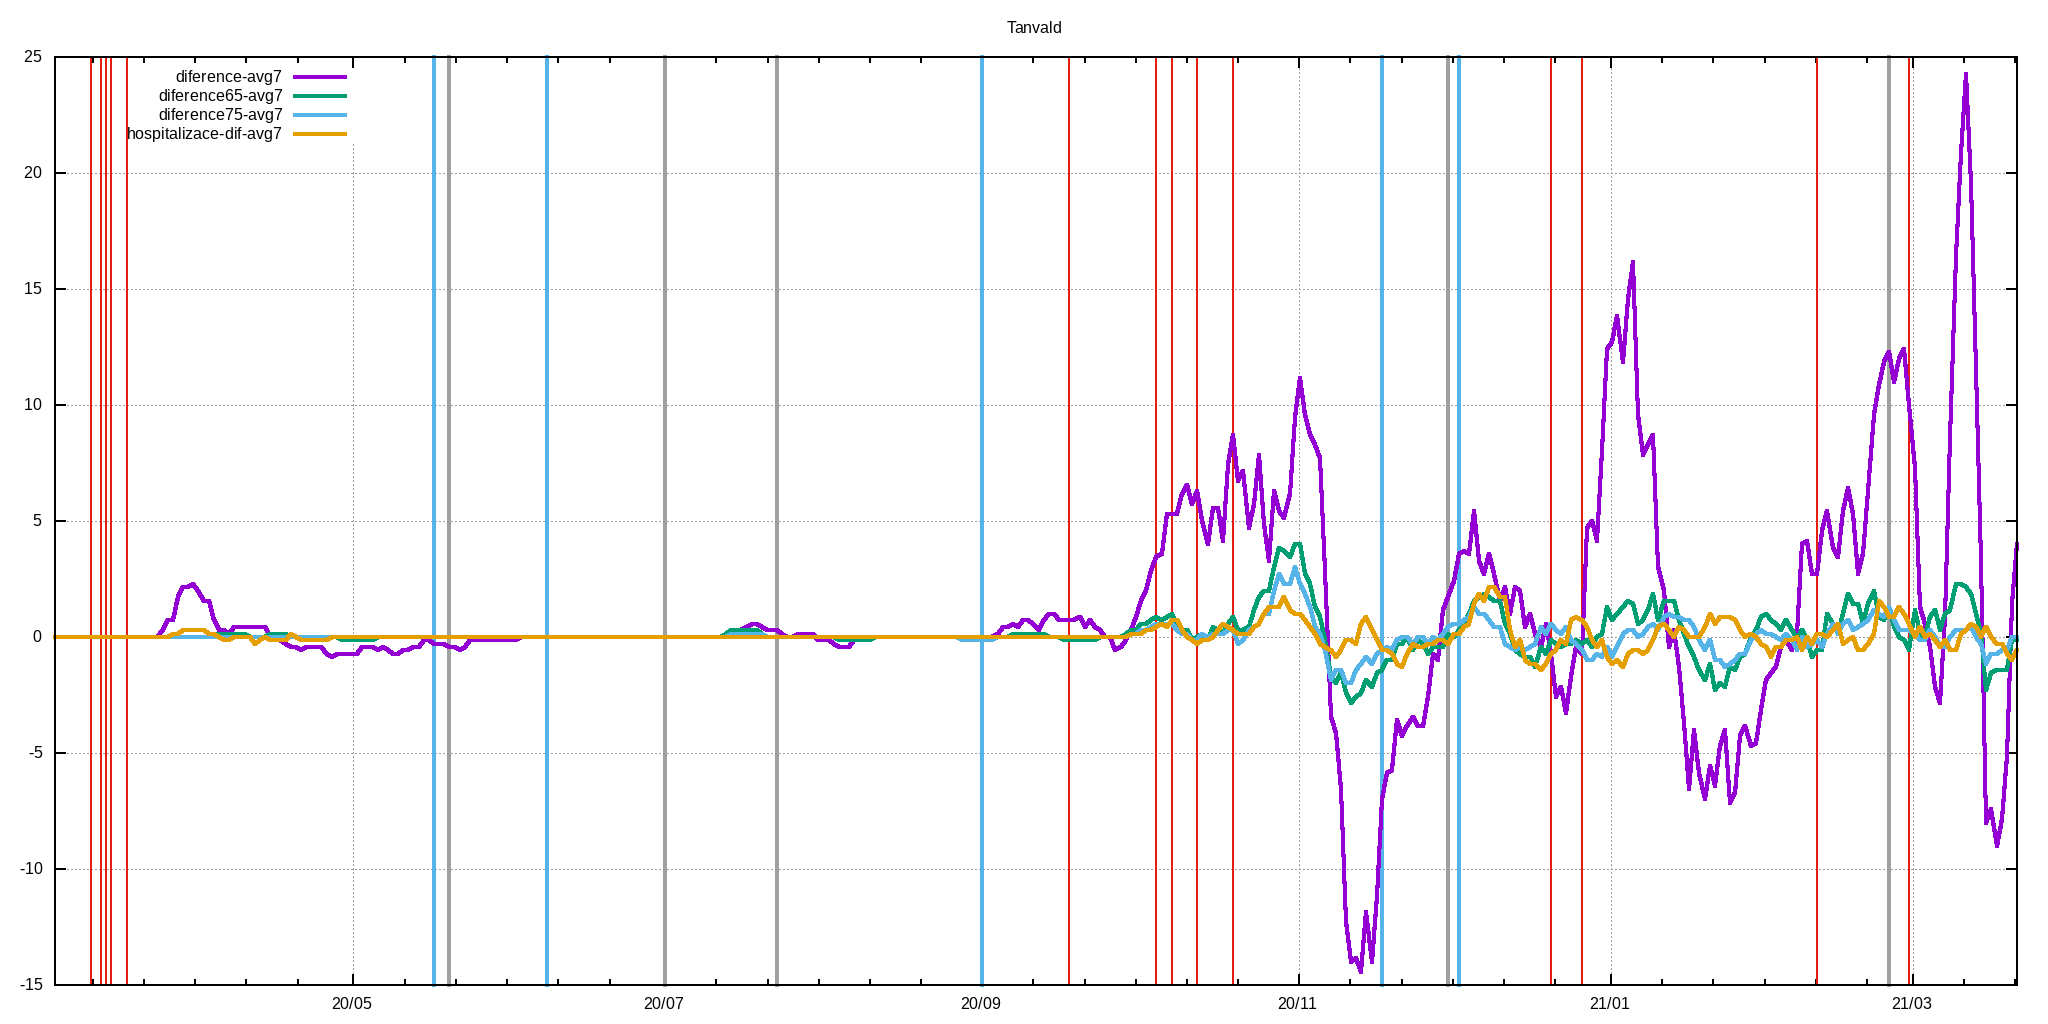 Tanvald
25
diference-avg7
diference65-avg7
diference75-avg7
hospitalizace-dif-avg7
20
15
10
5
0
-5
-10
-15
20/05 20/07 20/09 20/11 21/01 21/03